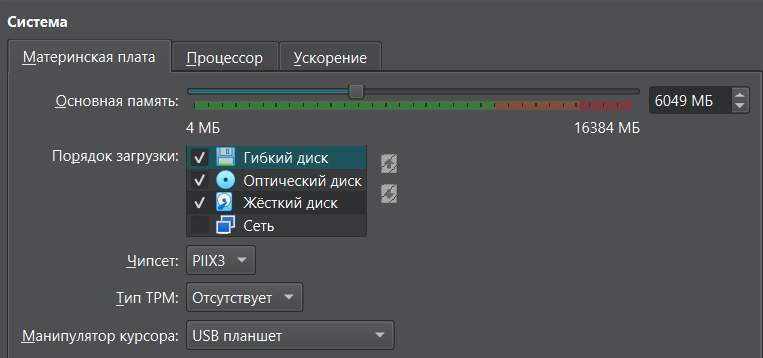 Система
Материнская плата Процессор Ускорение
Основная память: 6049 МБ
4 МБ 16384 МБ
Порядок загрузки: Гибкий диск
Оптический диск
Жёсткий диск
Сеть
Чипсет: PIIX3
Тип TPM: Отсутствует
Манипулятор курсора: USB планшет